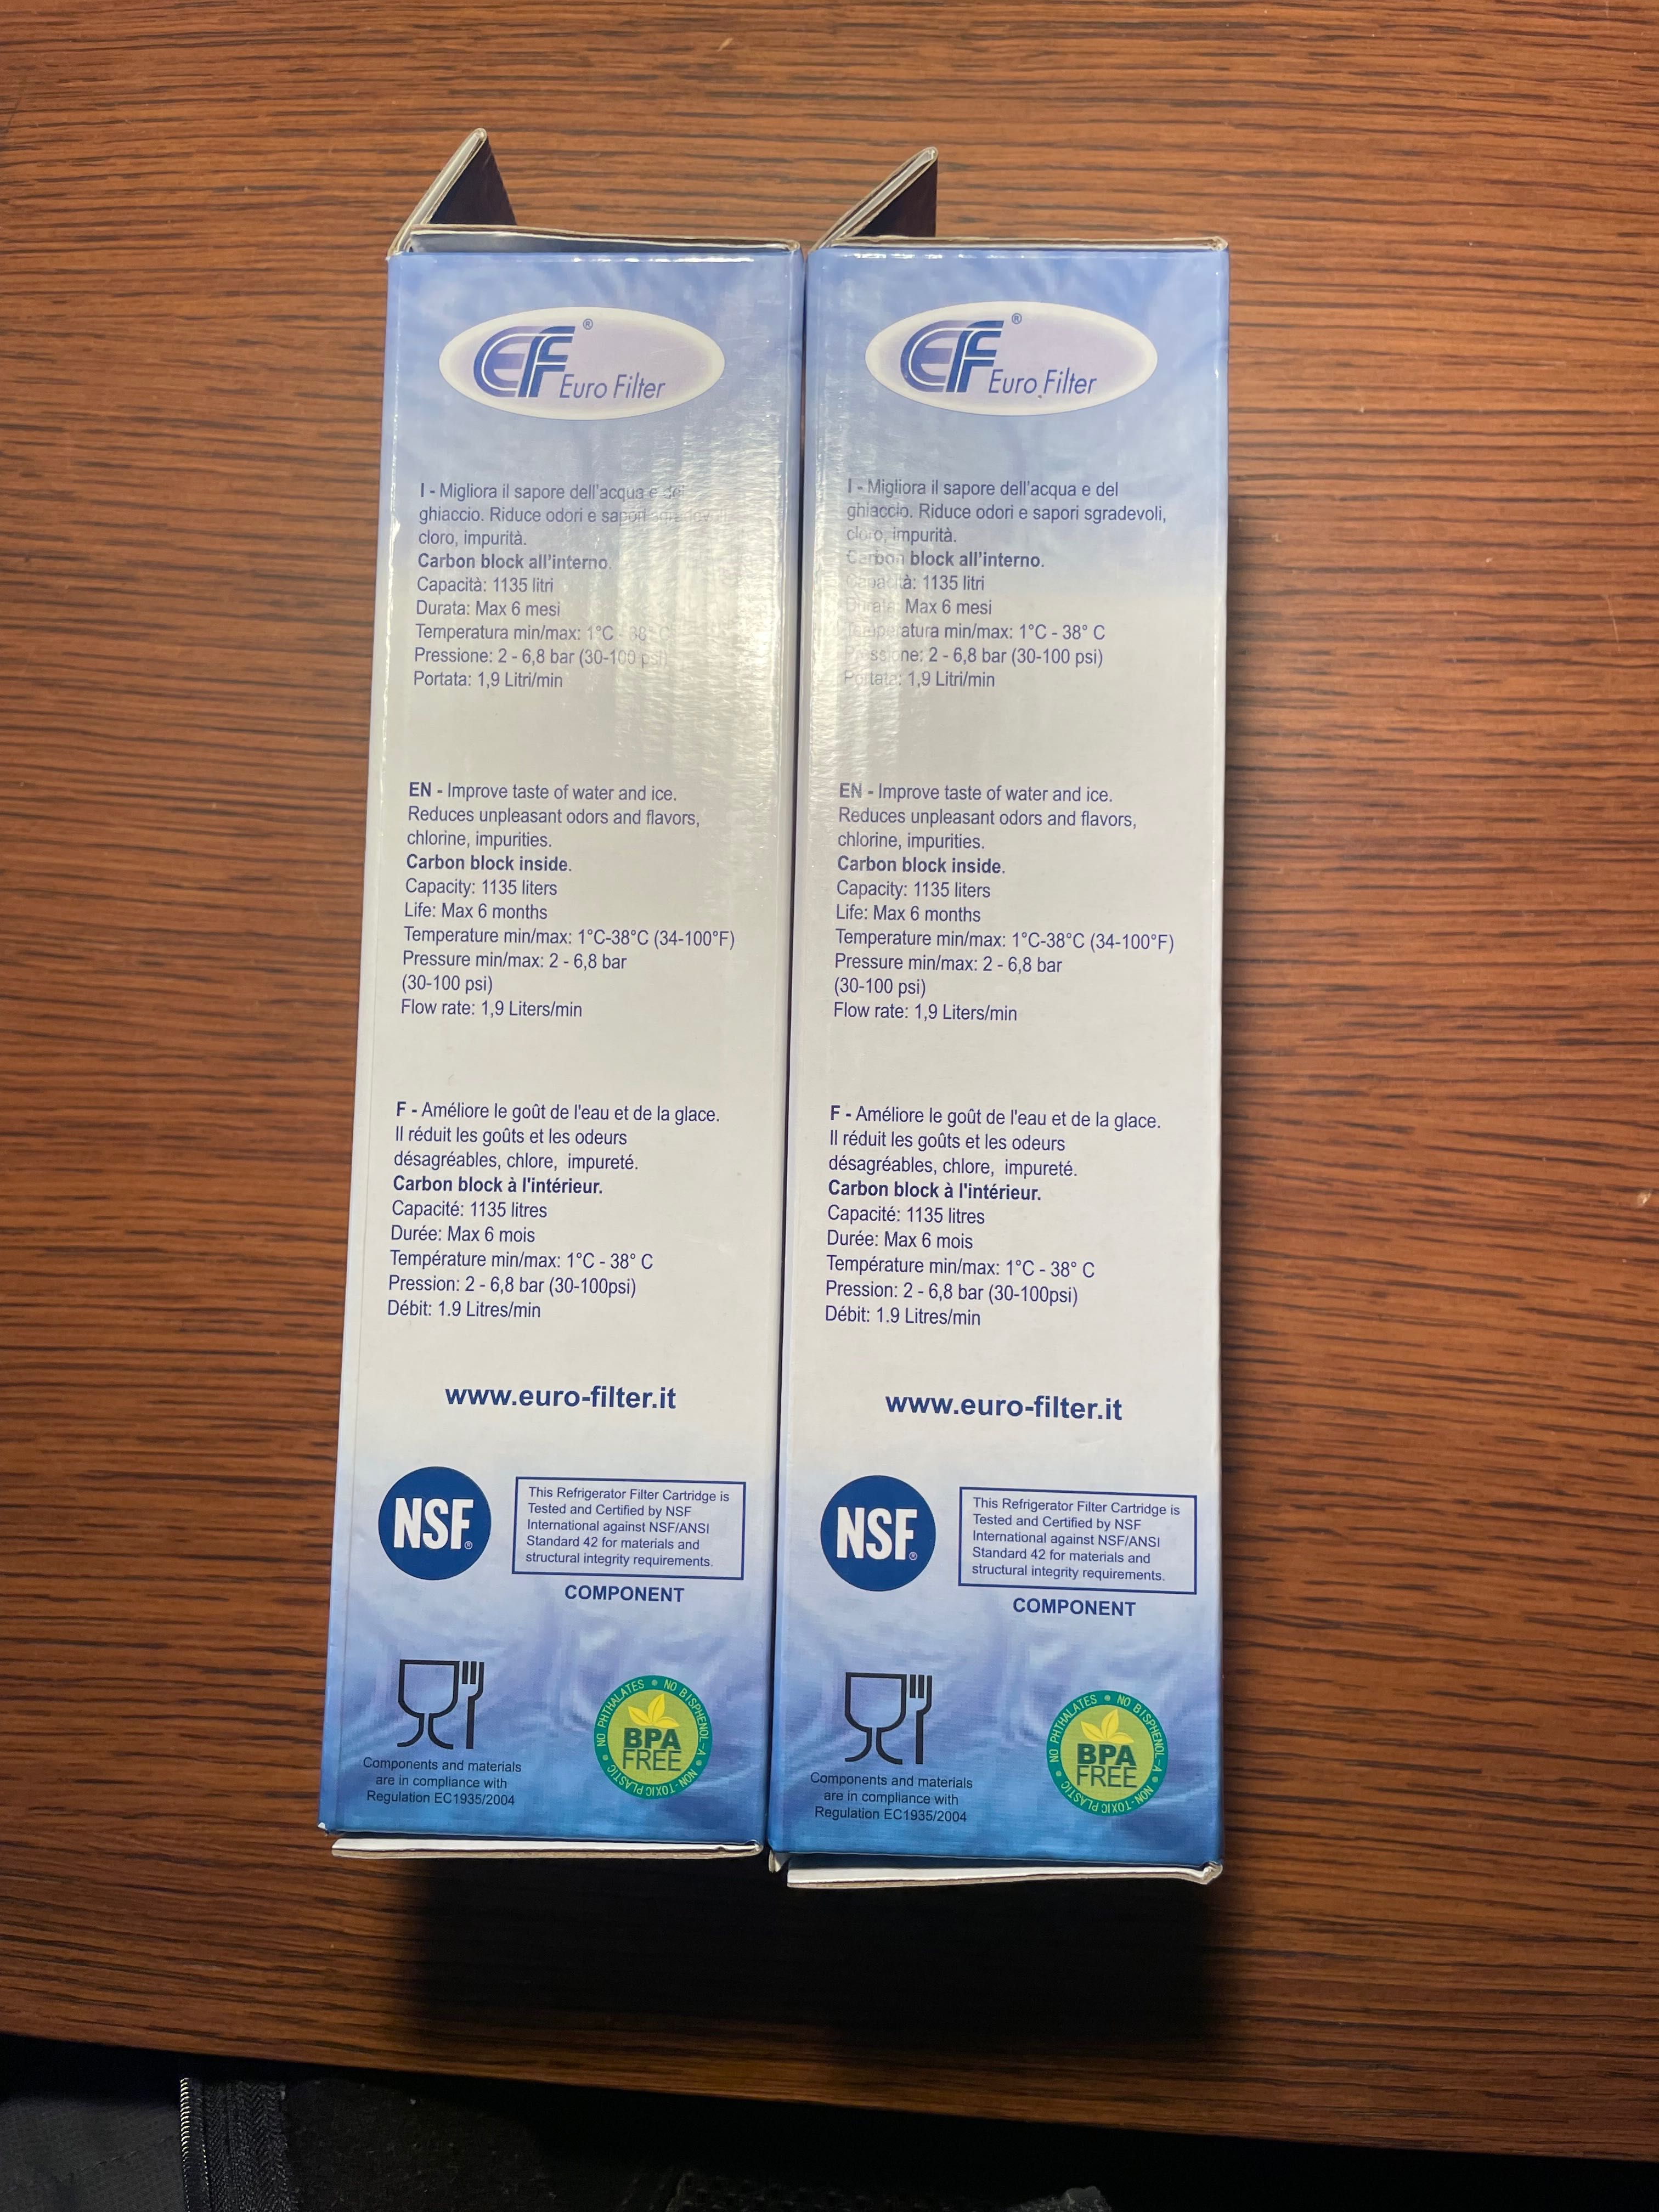 EF®
Euro Filter
I - Migliora il sapore dell'acqua e del
ghiaccio. Riduce odori e sapori sgradevoli,
cloro, impurità.
Carbon block all'interno.
Capacità: 1135 litri
Durata: Max 6 mesi
Temperatura min/max: 1°C - 38° C
Pressione: 2 - 6,8 bar (30-100 psi)
Portata: 1,9 Litri/min
EN - Improve taste of water and ice.
Reduces unpleasant odors and flavors,
chlorine, impurities.
Carbon block inside.
Capacity: 1135 liters
Life: Max 6 months
Temperature min/max: 1°C-38°C (34-100°F)
Pressure min/max: 2 - 6,8 bar
(30-100 psi)
Flow rate: 1,9 Liters/min
F - Améliore le goût de l'eau et de la glace.
Il réduit les goûts et les odeurs
désagréables, chlore, impureté.
Carbon block à l'intérieur.
Capacité: 1135 litres
Durée: Max 6 mois
Température min/max: 1°C - 38° C
Pression: 2 - 6,8 bar (30-100psi)
Débit: 1.9 Litres/min
www.euro-filter.it
NSF®
This Refrigerator Filter Cartridge is
Tested and Certified by NSF
International against NSF/ANSI
Standard 42 for materials and
structural integrity requirements.
COMPONENT
Components and materials
are in compliance with
Regulation EC1935/2004
NO PHTHALATES • NO BISPHENOL-A • NON-TOXIC PLASTIC •
BPA
FREE
EF®
Euro Filter
I - Migliora il sapore dell'acqua e del
ghiaccio. Riduce odori e sapori sgradevoli,
cloro, impurità.
Carbon block all'interno.
Capacità: 1135 litri
Durata: Max 6 mesi
Temperatura min/max: 1°C - 38° C
Pressione: 2 - 6,8 bar (30-100 psi)
Portata: 1,9 Litri/min
EN - Improve taste of water and ice.
Reduces unpleasant odors and flavors,
chlorine, impurities.
Carbon block inside.
Capacity: 1135 liters
Life: Max 6 months
Temperature min/max: 1°C-38°C (34-100°F)
Pressure min/max: 2 - 6,8 bar
(30-100 psi)
Flow rate: 1,9 Liters/min
F - Améliore le goût de l'eau et de la glace.
Il réduit les goûts et les odeurs
désagréables, chlore, impureté.
Carbon block à l'intérieur.
Capacité: 1135 litres
Durée: Max 6 mois
Température min/max: 1°C - 38° C
Pression: 2 - 6,8 bar (30-100psi)
Débit: 1.9 Litres/min
www.euro-filter.it
NSF®
This Refrigerator Filter Cartridge is
Tested and Certified by NSF
International against NSF/ANSI
Standard 42 for materials and
structural integrity requirements.
COMPONENT
Components and materials
are in compliance with
Regulation EC1935/2004
NO PHTHALATES • NO BISPHENOL-A • NON-TOXIC PLASTIC •
BPA
FREE